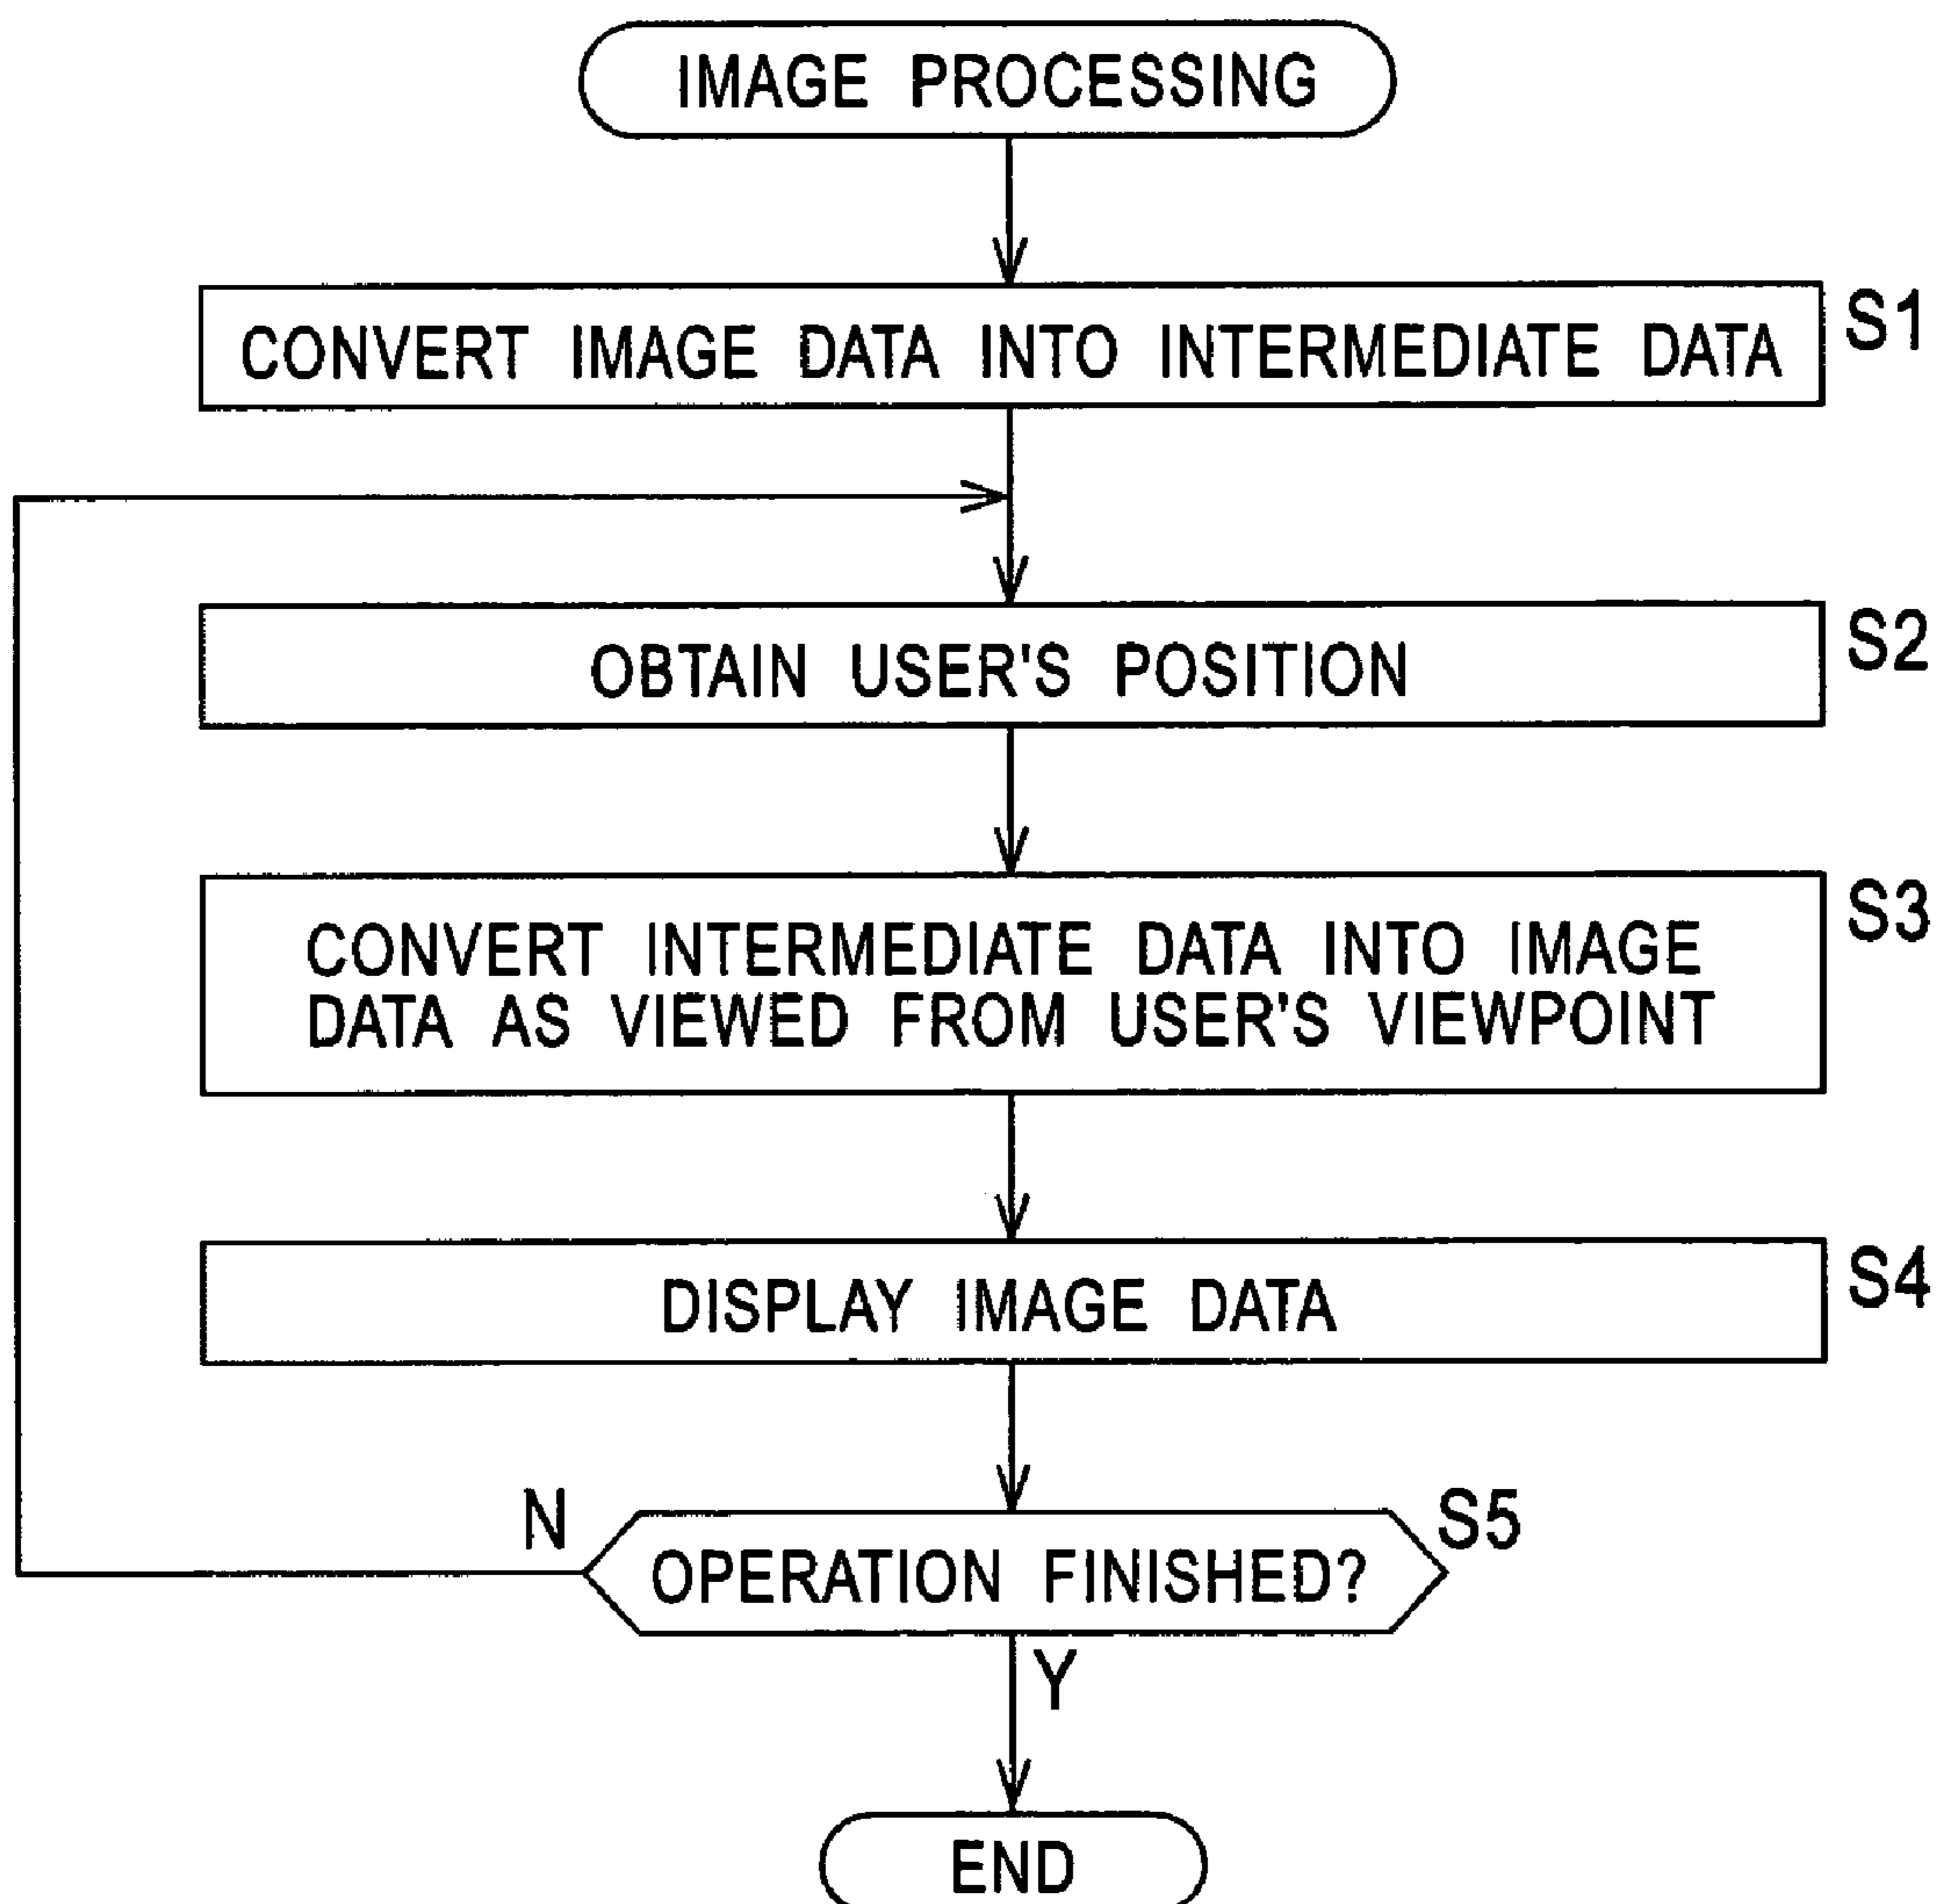 IMAGE PROCESSING
CONVERT IMAGE DATA INTO INTERMEDIATE DATA
S1
OBTAIN USER'S POSITION
S2
CONVERT INTERMEDIATE DATA INTO IMAGE
DATA AS VIEWED FROM USER'S VIEWPOINT
S3
DISPLAY IMAGE DATA
S4
N
OPERATION FINISHED?
S5
Y
END